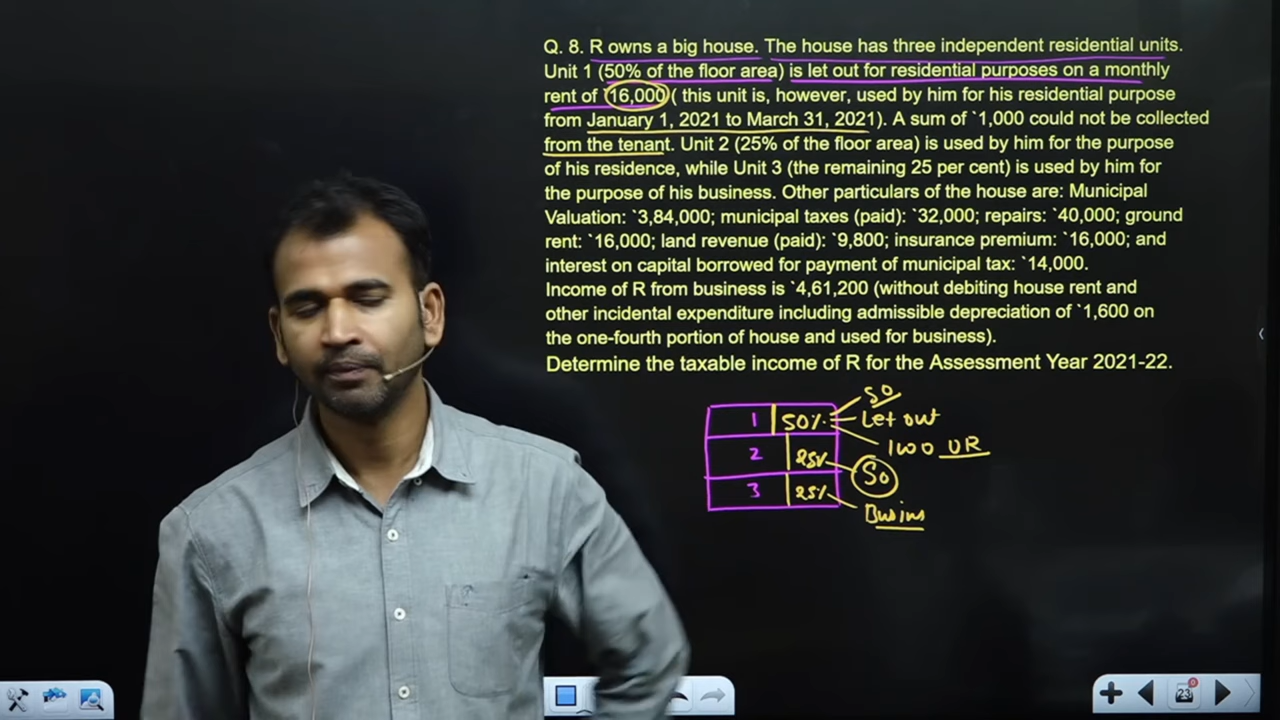 Q. 8. R owns a big house. The house has three independent residential units.
Unit 1 (50% of the floor area) is let out for residential purposes on a monthly
rent of `16,000 ( this unit is, however, used by him for his residential purpose
from January 1, 2021 to March 31, 2021). A sum of `1,000 could not be collected
from the tenant. Unit 2 (25% of the floor area) is used by him for the purpose
of his residence, while Unit 3 (the remaining 25 per cent) is used by him for
the purpose of his business. Other particulars of the house are: Municipal
Valuation: `3,84,000; municipal taxes (paid): `32,000; repairs: `40,000; ground
rent: `16,000; land revenue (paid): `9,800; insurance premium: `16,000; and
interest on capital borrowed for payment of municipal tax: `14,000.
Income of R from business is `4,61,200 (without debiting house rent and
other incidental expenditure including admissible depreciation of `1,600 on
the one-fourth portion of house and used for business).
Determine the taxable income of R for the Assessment Year 2021-22.
SO
1 50% Let out
1000 UR
2 25% SO
3 25%
23